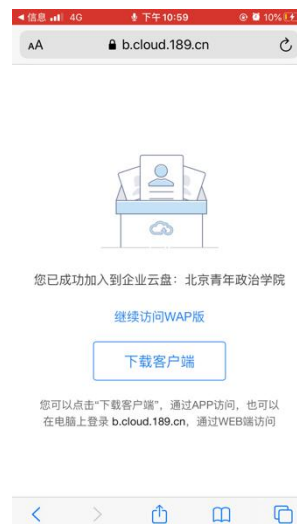 信息 4G 下午10:59 10%
AA b.cloud.189.cn
您已成功加入到企业云盘：北京青年政治学院
继续访问WAP版
下载客户端
您可以点击“下载客户端”，通过APP访问，也可以
在电脑上登录 b.cloud.189.cn，通过WEB端访问